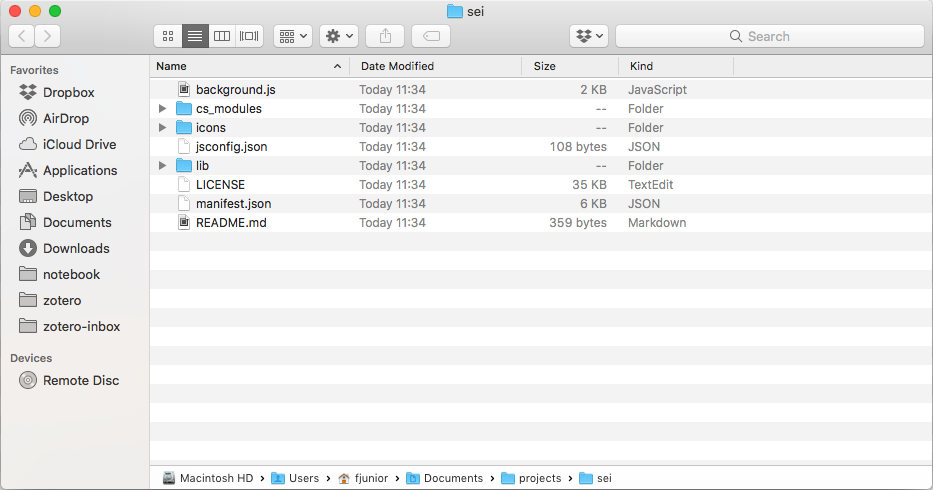 sei
Search
Favorites
Dropbox
AirDrop
iCloud Drive
Applications
Desktop
Documents
Downloads
notebook
zotero
zotero-inbox
Devices
Remote Disc
Name Date Modified Size Kind
background.js Today 11:34 2 KB JavaScript
cs_modules Today 11:34 -- Folder
icons Today 11:34 -- Folder
jsconfig.json Today 11:34 108 bytes JSON
lib Today 11:34 -- Folder
LICENSE Today 11:34 35 KB TextEdit
manifest.json Today 11:34 6 KB JSON
README.md Today 11:34 359 bytes Markdown
Macintosh HD › Users › fjunior › Documents › projects › sei